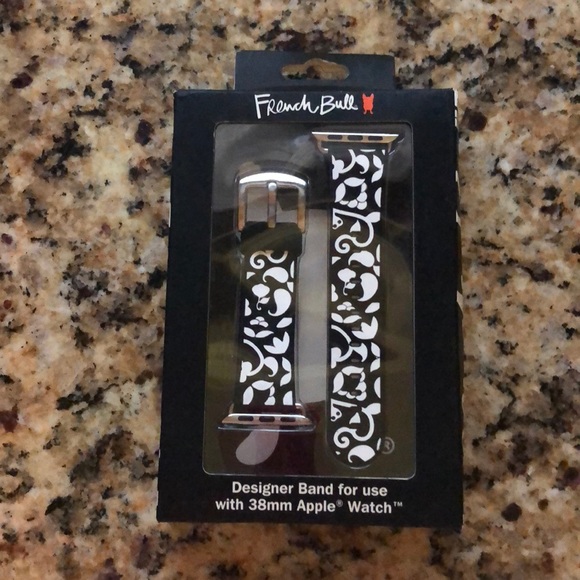 French Bull
Designer Band for use
with 38mm Apple® Watch™